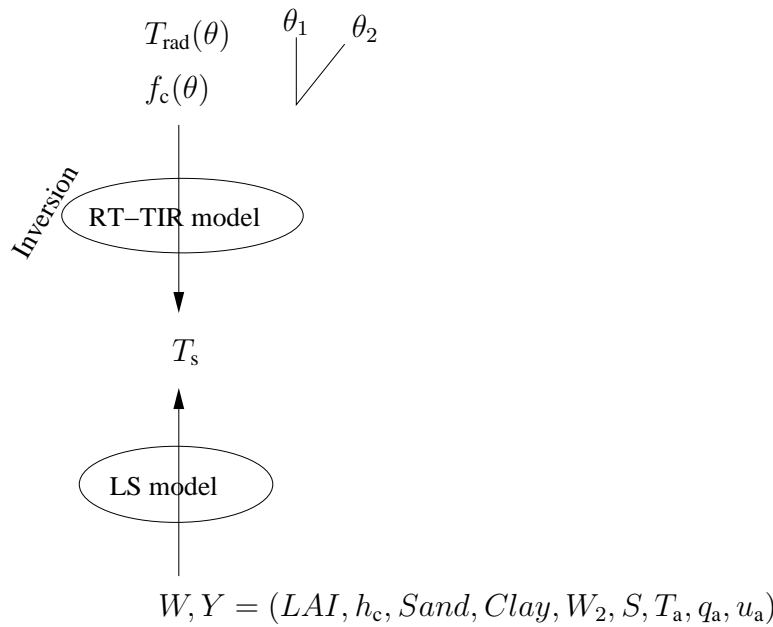 T_rad(θ) θ_1 θ_2
f_c(θ)
Inversion
RT–TIR model
T_s
LS model
W, Y = (LAI, h_c, Sand, Clay, W_2, S, T_a, q_a, u_a)